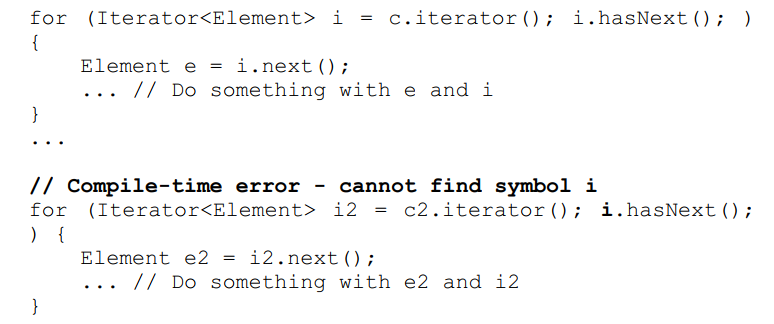 for (Iterator<Element> i = c.iterator(); i.hasNext(); )
{
    Element e = i.next();
    ... // Do something with e and i
}
...

// Compile-time error - cannot find symbol i
for (Iterator<Element> i2 = c2.iterator(); i.hasNext();
) {
    Element e2 = i2.next();
    ... // Do something with e2 and i2
}